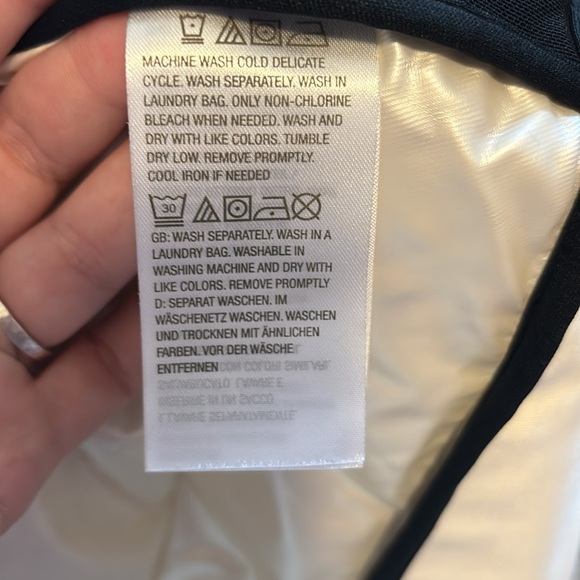 MACHINE WASH COLD DELICATE
CYCLE. WASH SEPARATELY. WASH IN
LAUNDRY BAG. ONLY NON-CHLORINE
BLEACH WHEN NEEDED. WASH AND
DRY WITH LIKE COLORS. TUMBLE
DRY LOW. REMOVE PROMPTLY.
COOL IRON IF NEEDED
30
GB: WASH SEPARATELY. WASH IN A
LAUNDRY BAG. WASHABLE IN
WASHING MACHINE AND DRY WITH
LIKE COLORS. REMOVE PROMPTLY
D: SEPARAT WASCHEN. IM
WÄSCHENETZ WASCHEN. WASCHEN
UND TROCKNEN MIT ÄHNLICHEN
FARBEN. VOR DER WÄSCHE
ENTFERNEN